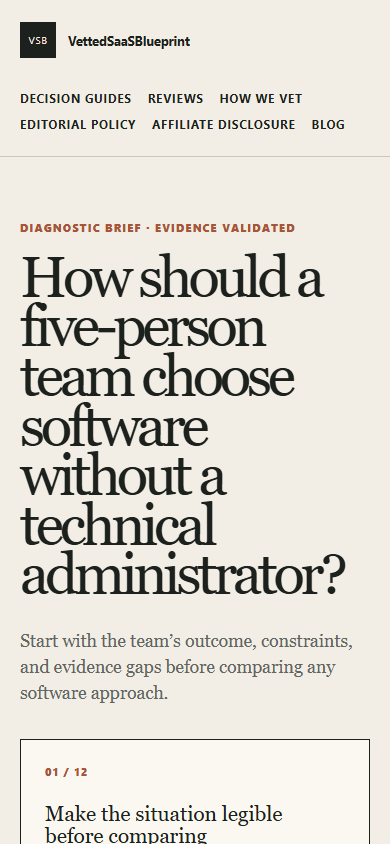 VSB
VettedSaaSBlueprint
DECISION GUIDES REVIEWS HOW WE VET
EDITORIAL POLICY AFFILIATE DISCLOSURE BLOG
DIAGNOSTIC BRIEF · EVIDENCE VALIDATED
How should a
five-person
team choose
software
without a
technical
administrator?
Start with the team’s outcome, constraints,
and evidence gaps before comparing any
software approach.
01 / 12
Make the situation legible
before comparing